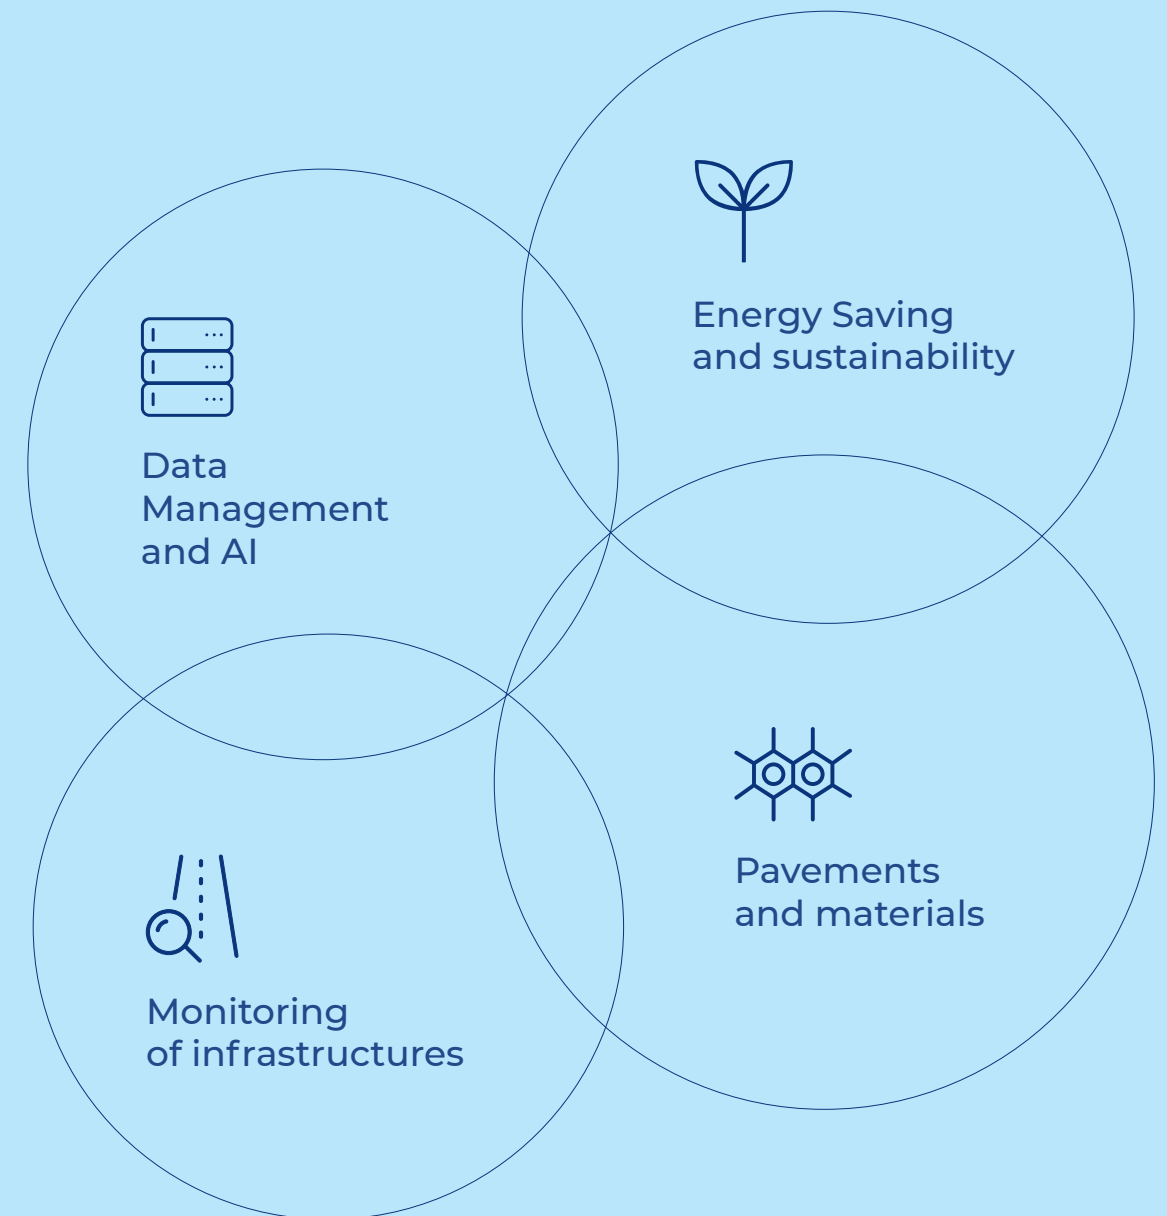 Energy Saving
and sustainability
Data
Management
and AI
Pavements
and materials
Monitoring
of infrastructures